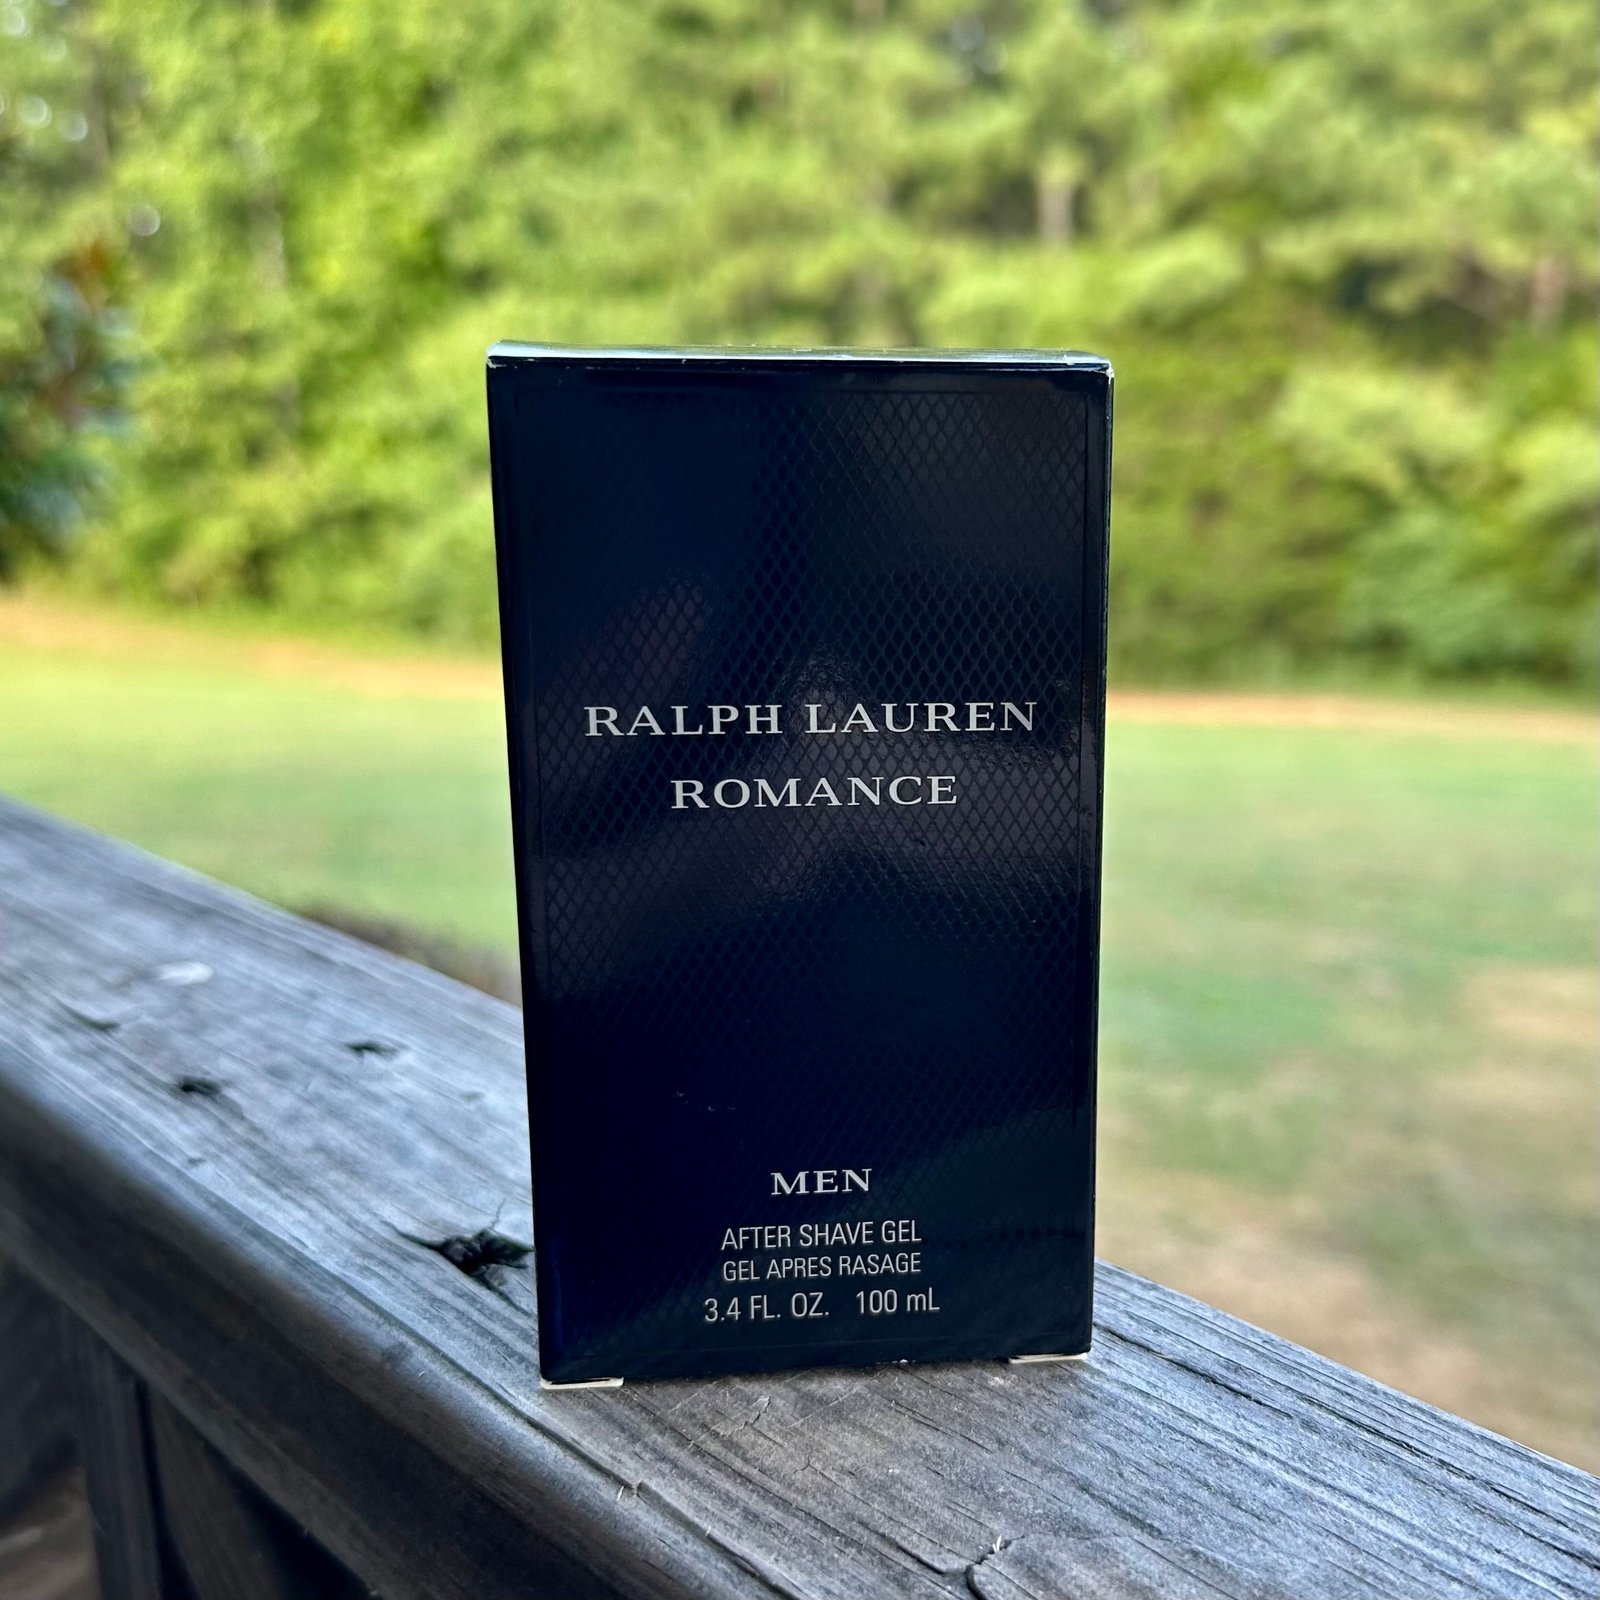 RALPH LAUREN
ROMANCE
MEN
AFTER SHAVE GEL
GEL APRES RASAGE
3.4 FL. OZ. 100 mL